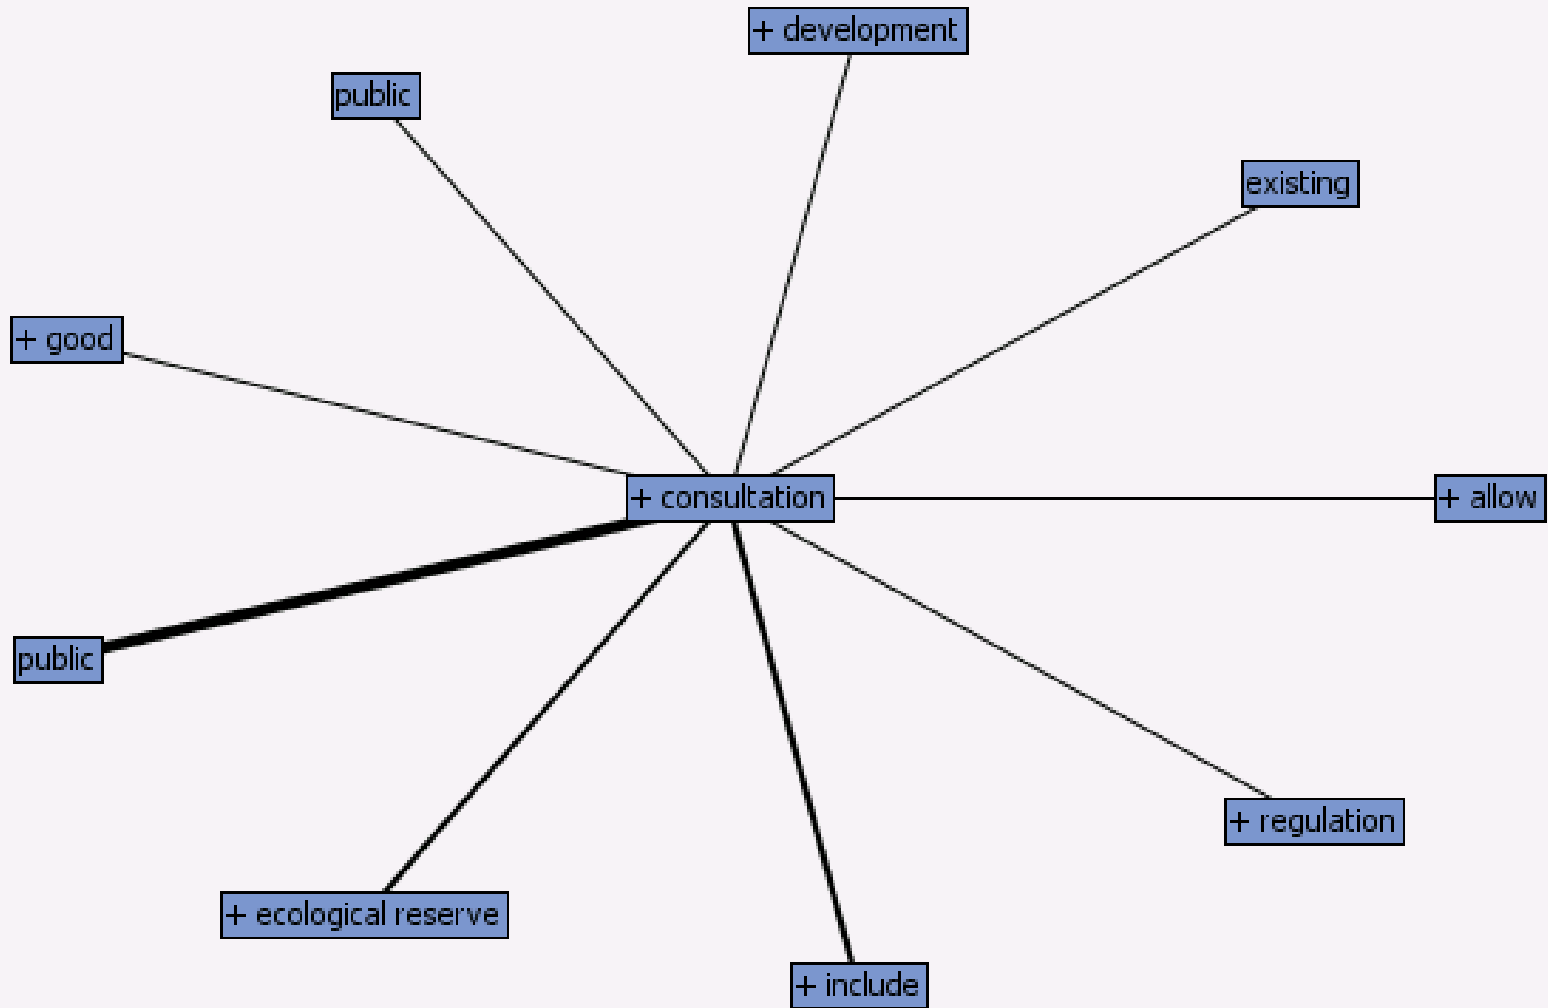 + development
public
existing
+ good
+ consultation
+ allow
public
+ regulation
+ ecological reserve
+ include